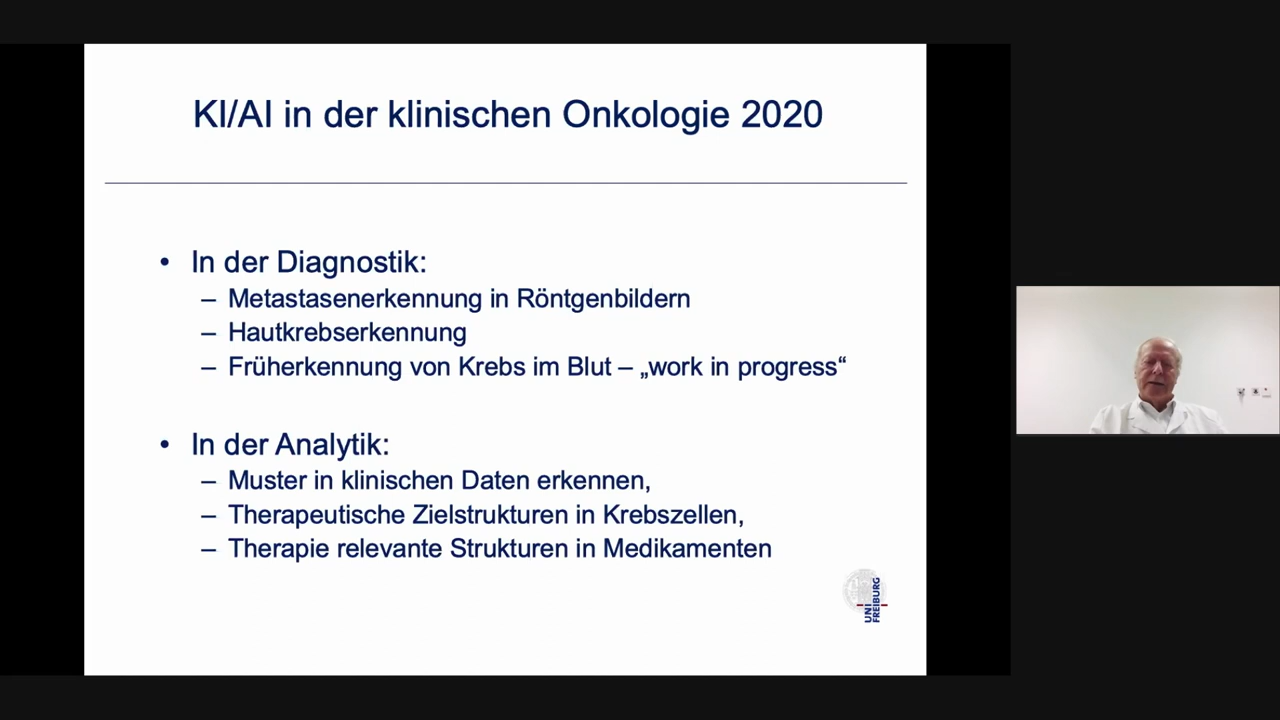 KI/AI in der klinischen Onkologie 2020
• In der Diagnostik:
– Metastasenerkennung in Röntgenbildern
– Hautkrebserkennung
– Früherkennung von Krebs im Blut – „work in progress“
• In der Analytik:
– Muster in klinischen Daten erkennen,
– Therapeutische Zielstrukturen in Krebszellen,
– Therapie relevante Strukturen in Medikamenten
UNI
FREIBURG